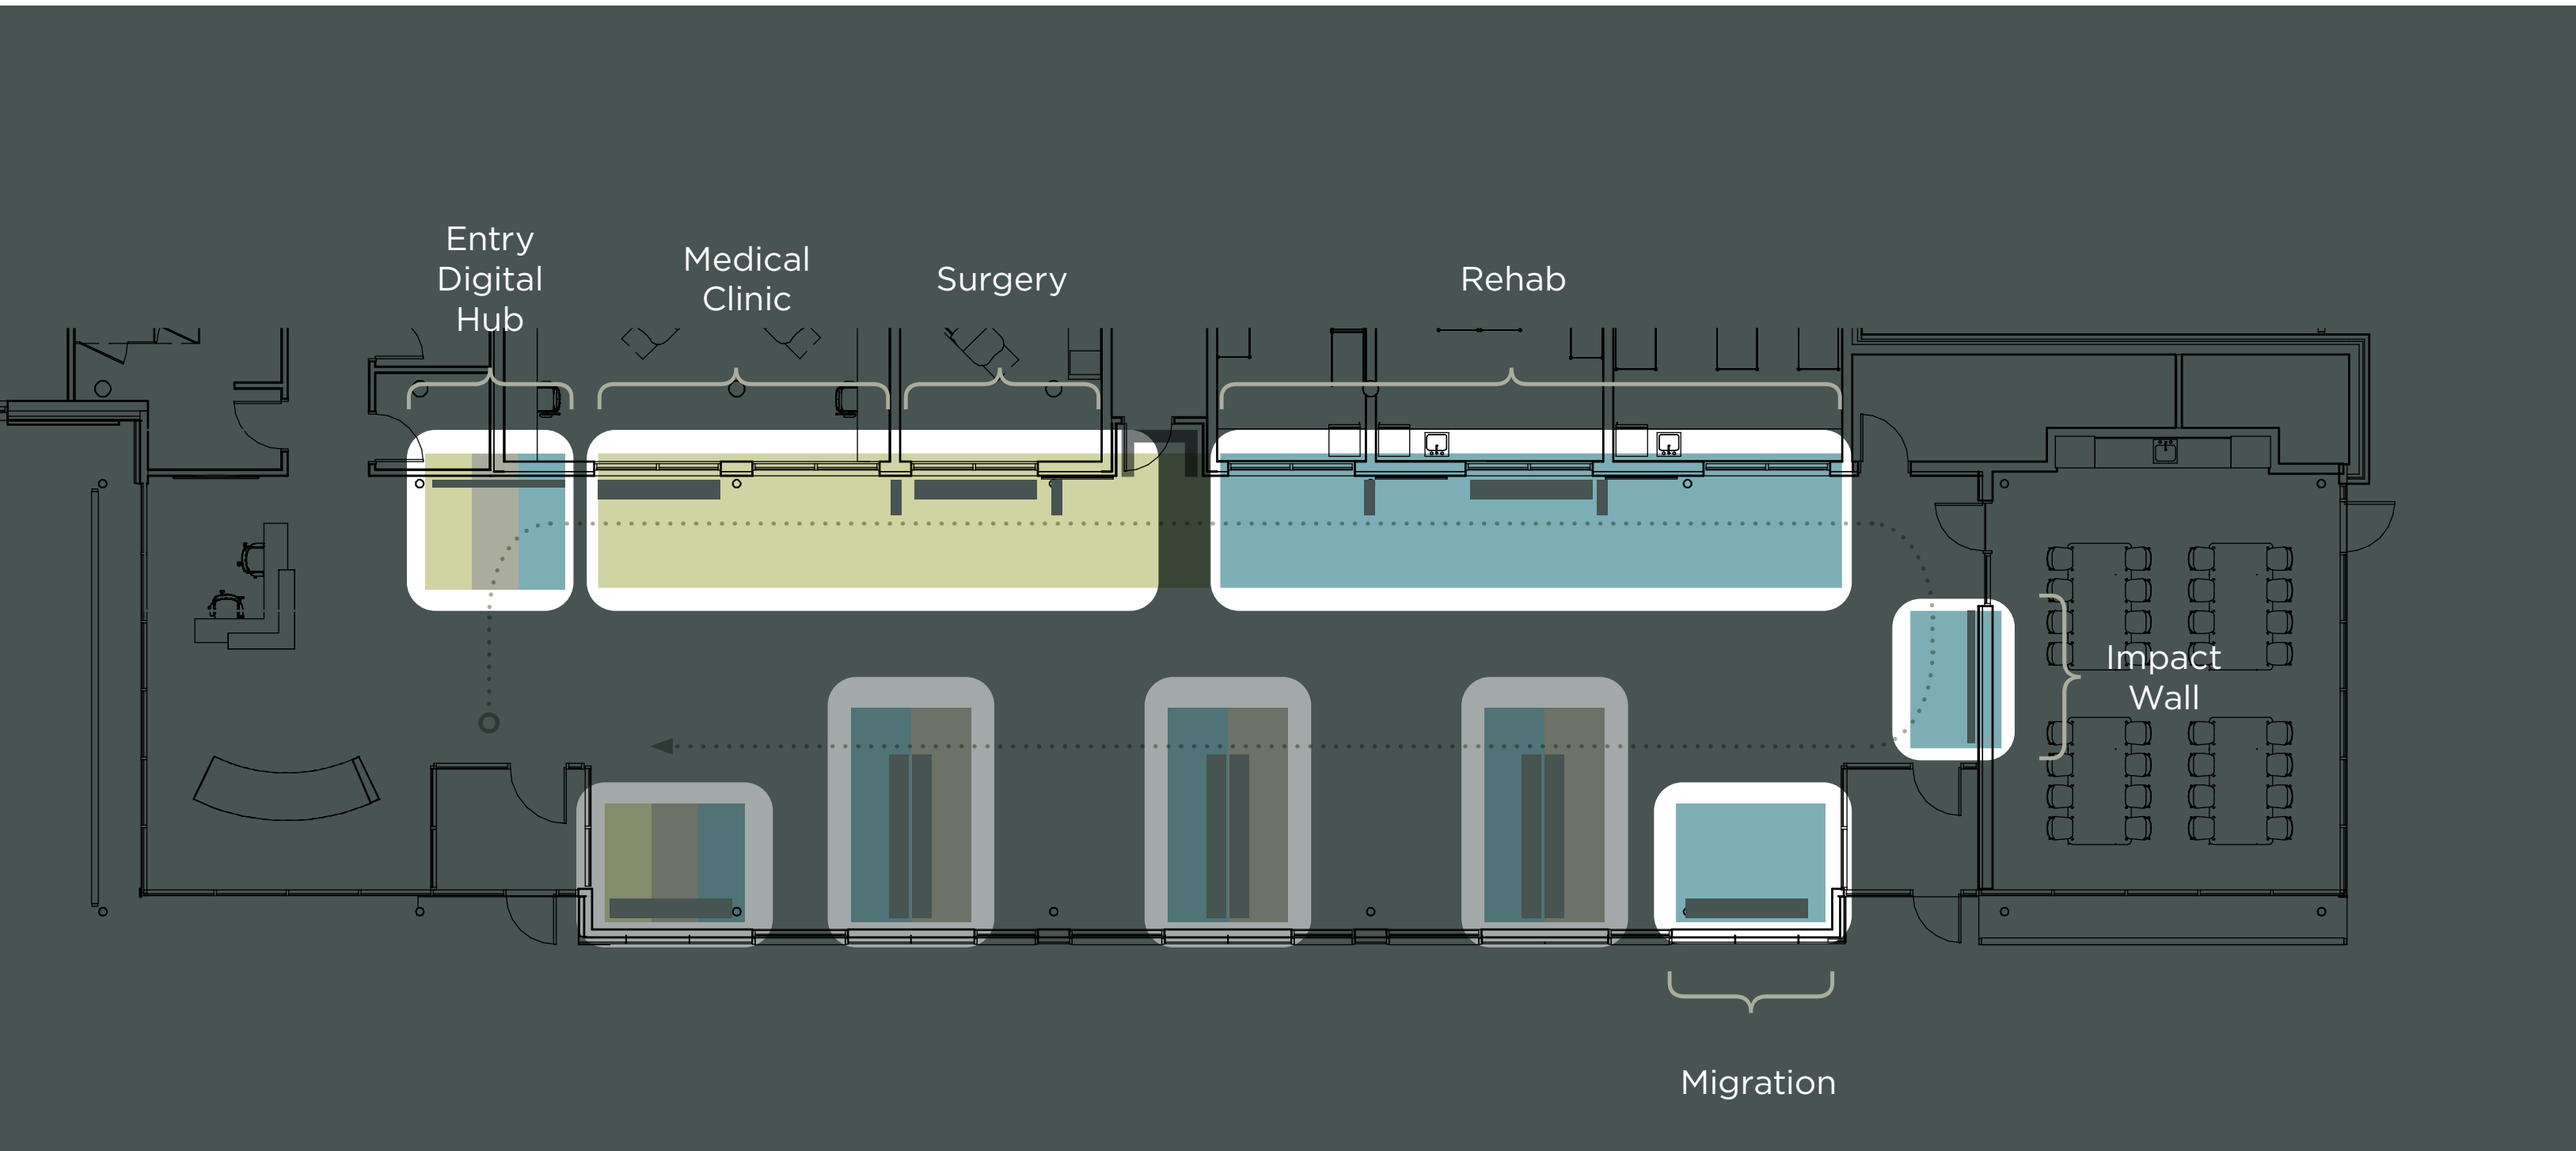 Entry
Digital
Hub
Medical
Clinic
Surgery
Rehab
Impact
Wall
Migration